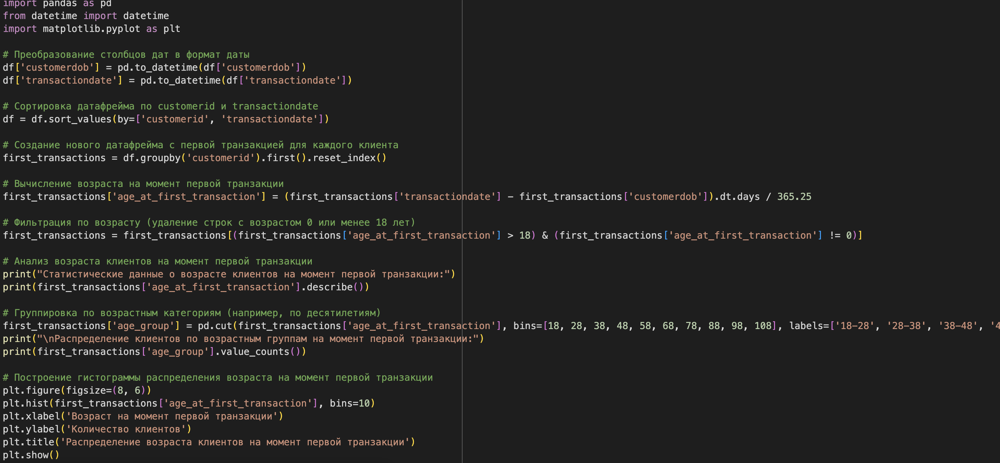 import pandas as pd
from datetime import datetime
import matplotlib.pyplot as plt
# Преобразование столбцов дат в формат даты
df['customerdob'] = pd.to_datetime(df['customerdob'])
df['transactiondate'] = pd.to_datetime(df['transactiondate'])
# Сортировка датафрейма по customerid и transactiondate
df = df.sort_values(by=['customerid', 'transactiondate'])
# Создание нового датафрейма с первой транзакцией для каждого клиента
first_transactions = df.groupby('customerid').first().reset_index()
# Вычисление возраста на момент первой транзакции
first_transactions['age_at_first_transaction'] = (first_transactions['transactiondate'] - first_transactions['customerdob']).dt.days / 365.25
# Фильтрация по возрасту (удаление строк с возрастом 0 или менее 18 лет)
first_transactions = first_transactions[(first_transactions['age_at_first_transaction'] > 18) & (first_transactions['age_at_first_transaction'] != 0)]
# Анализ возраста клиентов на момент первой транзакции
print("Статистические данные о возрасте клиентов на момент первой транзакции:")
print(first_transactions['age_at_first_transaction'].describe())
# Группировка по возрастным категориям (например, по десятилетиям)
first_transactions['age_group'] = pd.cut(first_transactions['age_at_first_transaction'], bins=[18, 28, 38, 48, 58, 68, 78, 88, 98, 108], labels=['18-28', '28-38', '38-48', '4
print("\nРаспределение клиентов по возрастным группам на момент первой транзакции:")
print(first_transactions['age_group'].value_counts())
# Построение гистограммы распределения возраста на момент первой транзакции
plt.figure(figsize=(8, 6))
plt.hist(first_transactions['age_at_first_transaction'], bins=10)
plt.xlabel('Возраст на момент первой транзакции')
plt.ylabel('Количество клиентов')
plt.title('Распределение возраста клиентов на момент первой транзакции')
plt.show()